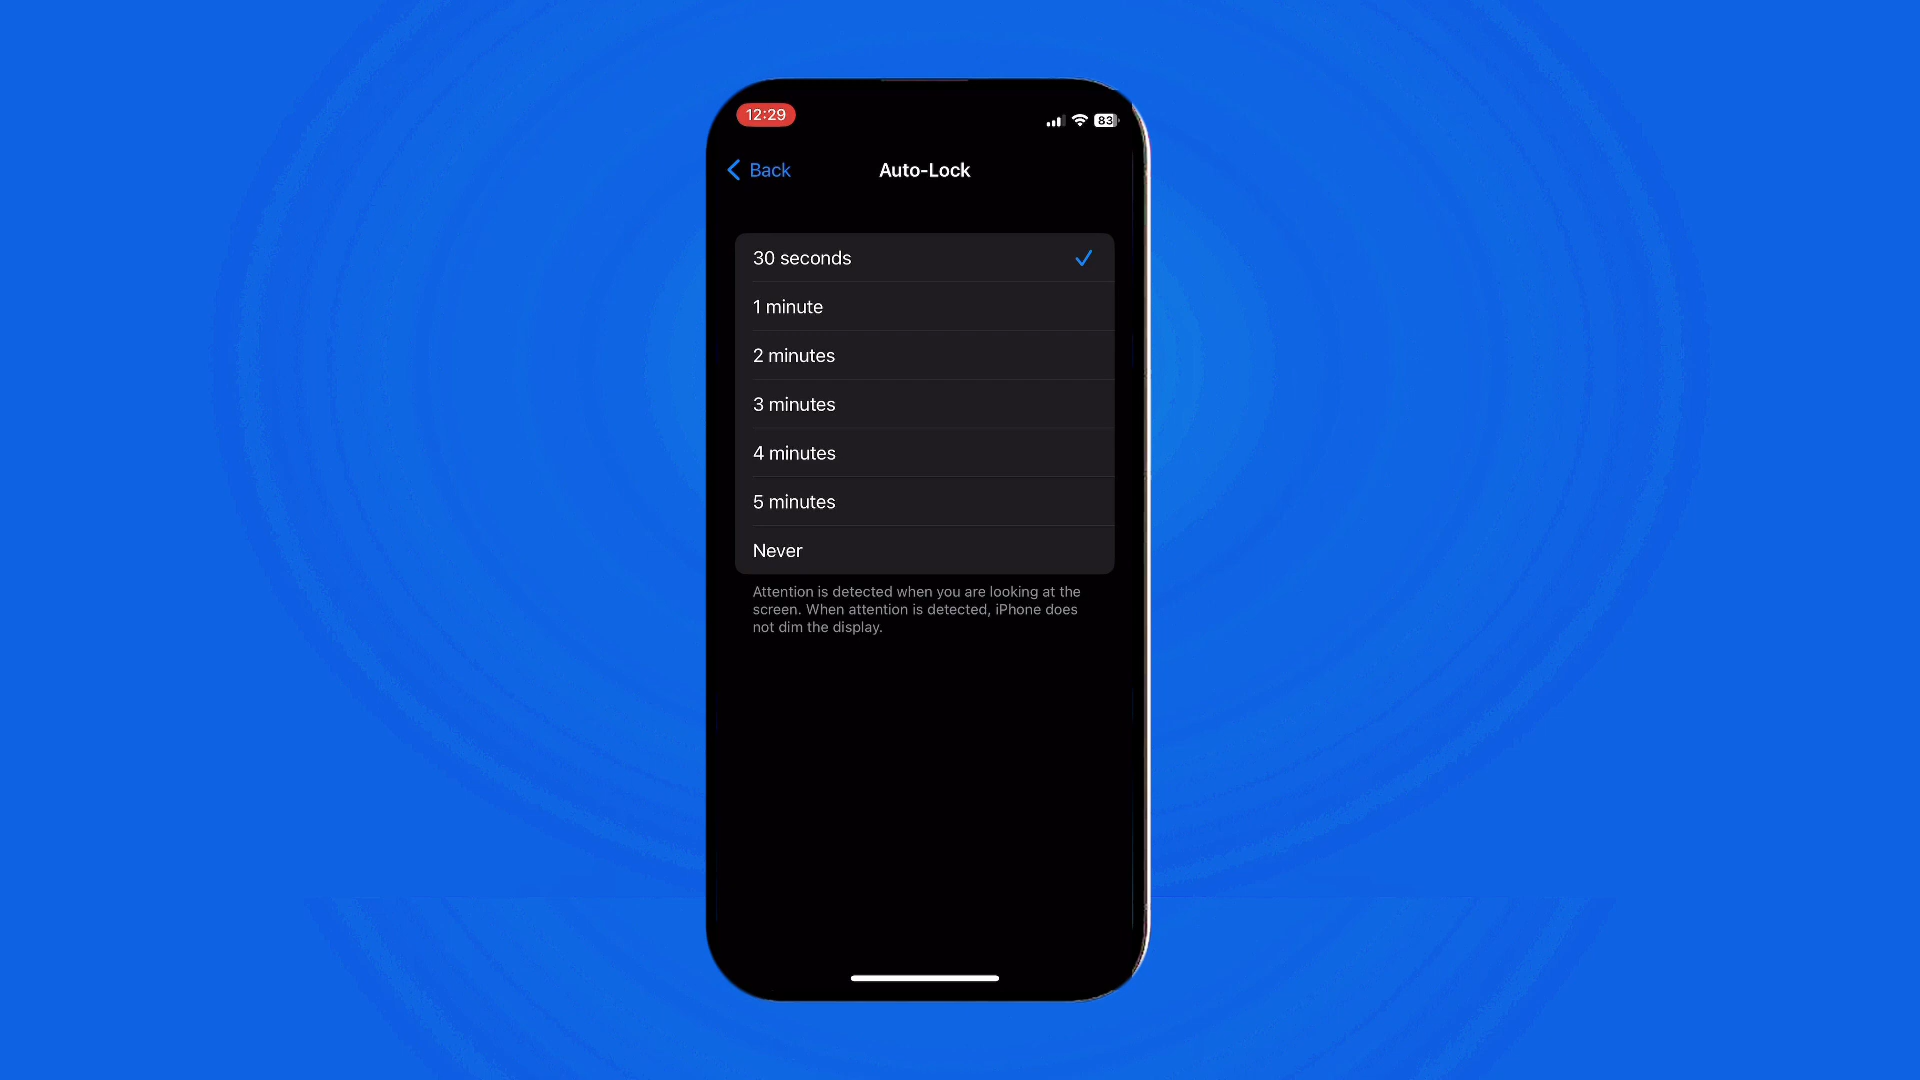 12:29
83
Back
Auto-Lock
30 seconds
1 minute
2 minutes
3 minutes
4 minutes
5 minutes
Never
Attention is detected when you are looking at the
screen. When attention is detected, iPhone does
not dim the display.